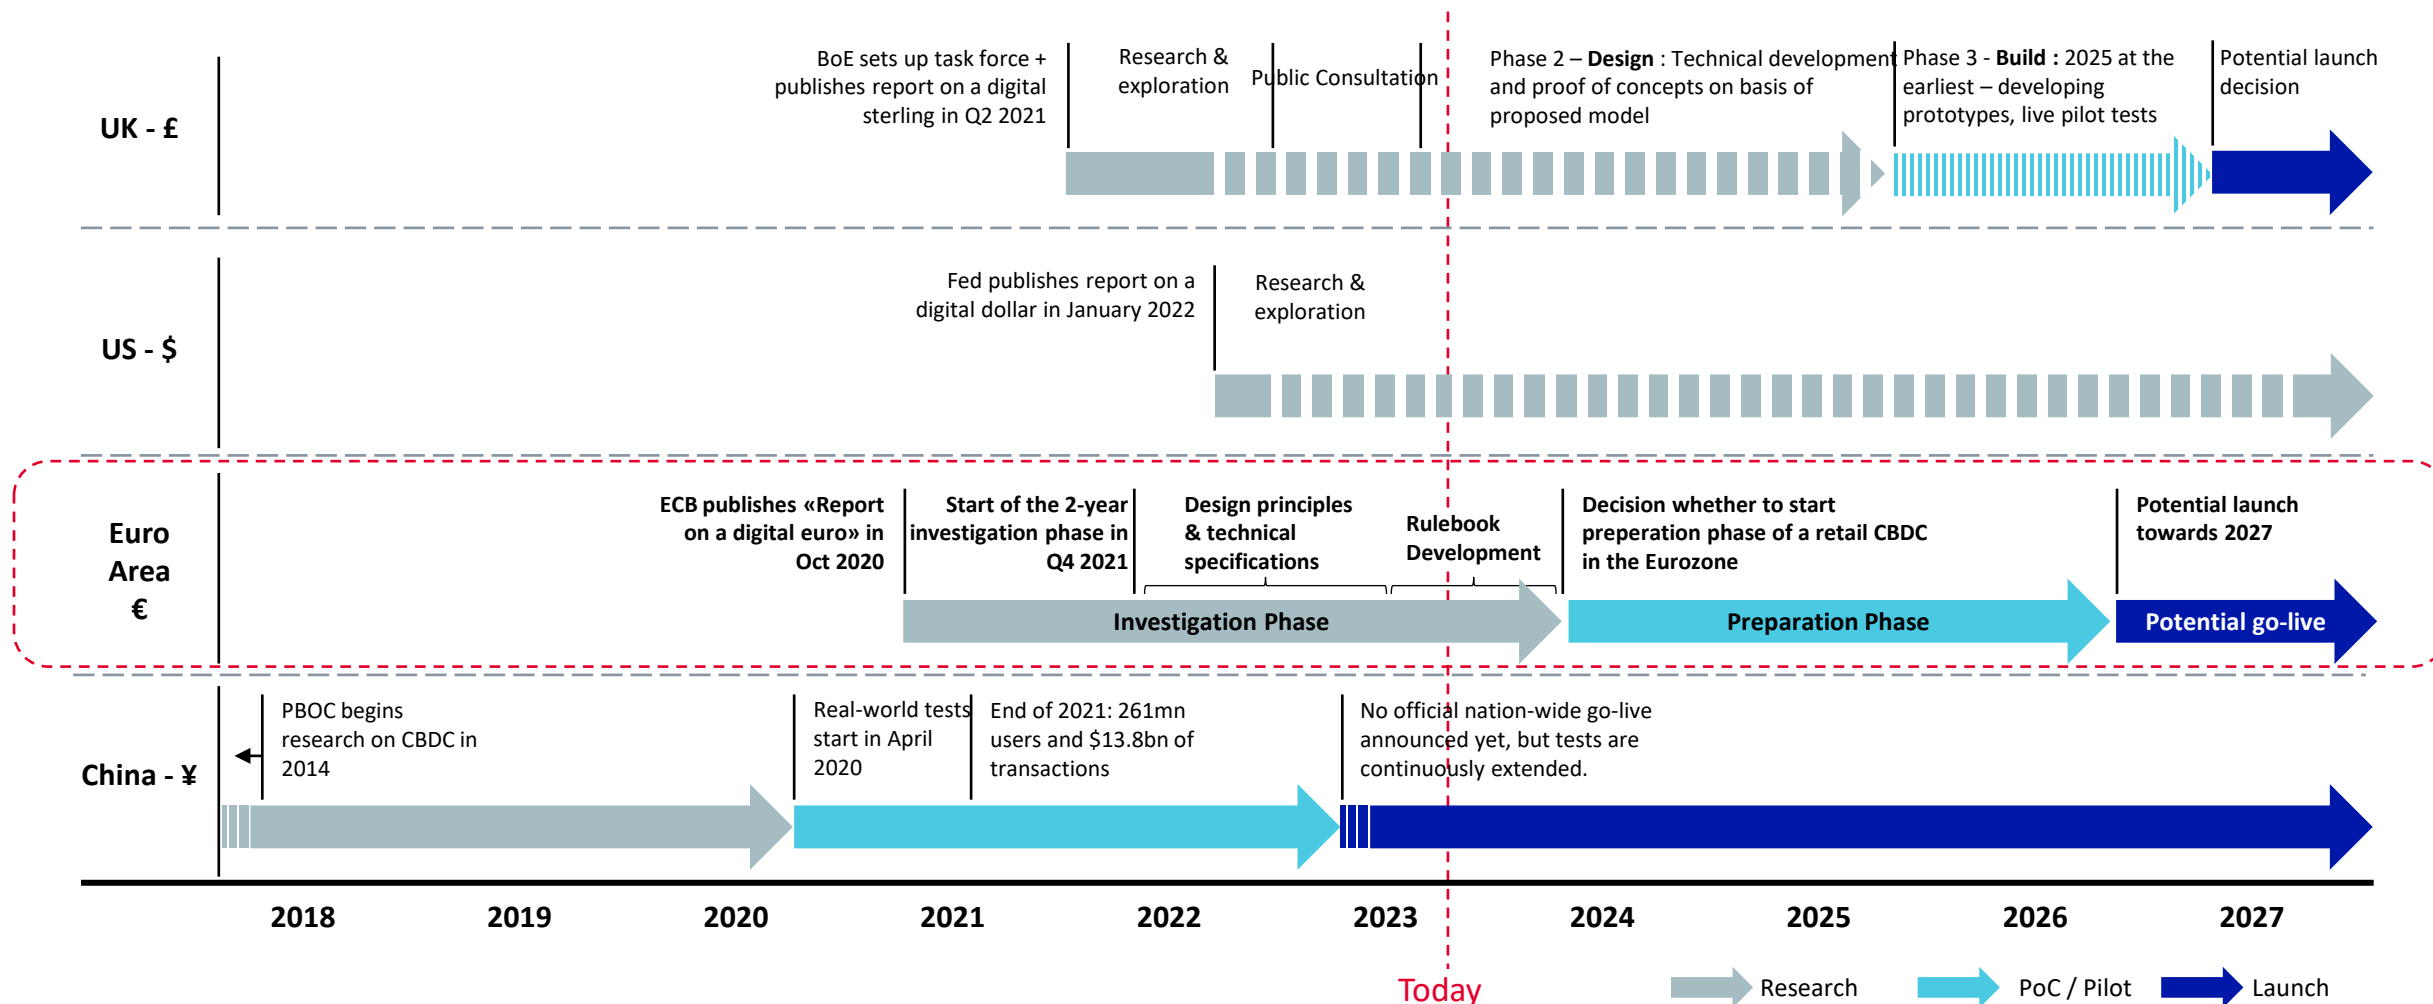 UK - £
BoE sets up task force +
publishes report on a digital
sterling in Q2 2021
Research &
exploration
Public Consultation
Phase 2 – Design : Technical development
and proof of concepts on basis of
proposed model
Phase 3 - Build : 2025 at the
earliest – developing
prototypes, live pilot tests
Potential launch
decision
US - $
Fed publishes report on a
digital dollar in January 2022
Research &
exploration
Euro
Area
€
ECB publishes «Report
on a digital euro» in
Oct 2020
Start of the 2-year
investigation phase in
Q4 2021
Design principles
& technical
specifications
Rulebook
Development
Decision whether to start
preperation phase of a retail CBDC
in the Eurozone
Potential launch
towards 2027
Investigation Phase
Preparation Phase
Potential go-live
China - ¥
PBOC begins
research on CBDC in
2014
Real-world tests
start in April
2020
End of 2021: 261mn
users and $13.8bn of
transactions
No official nation-wide go-live
announced yet, but tests are
continuously extended.
2018
2019
2020
2021
2022
2023
2024
2025
2026
2027
Today
Research
PoC / Pilot
Launch